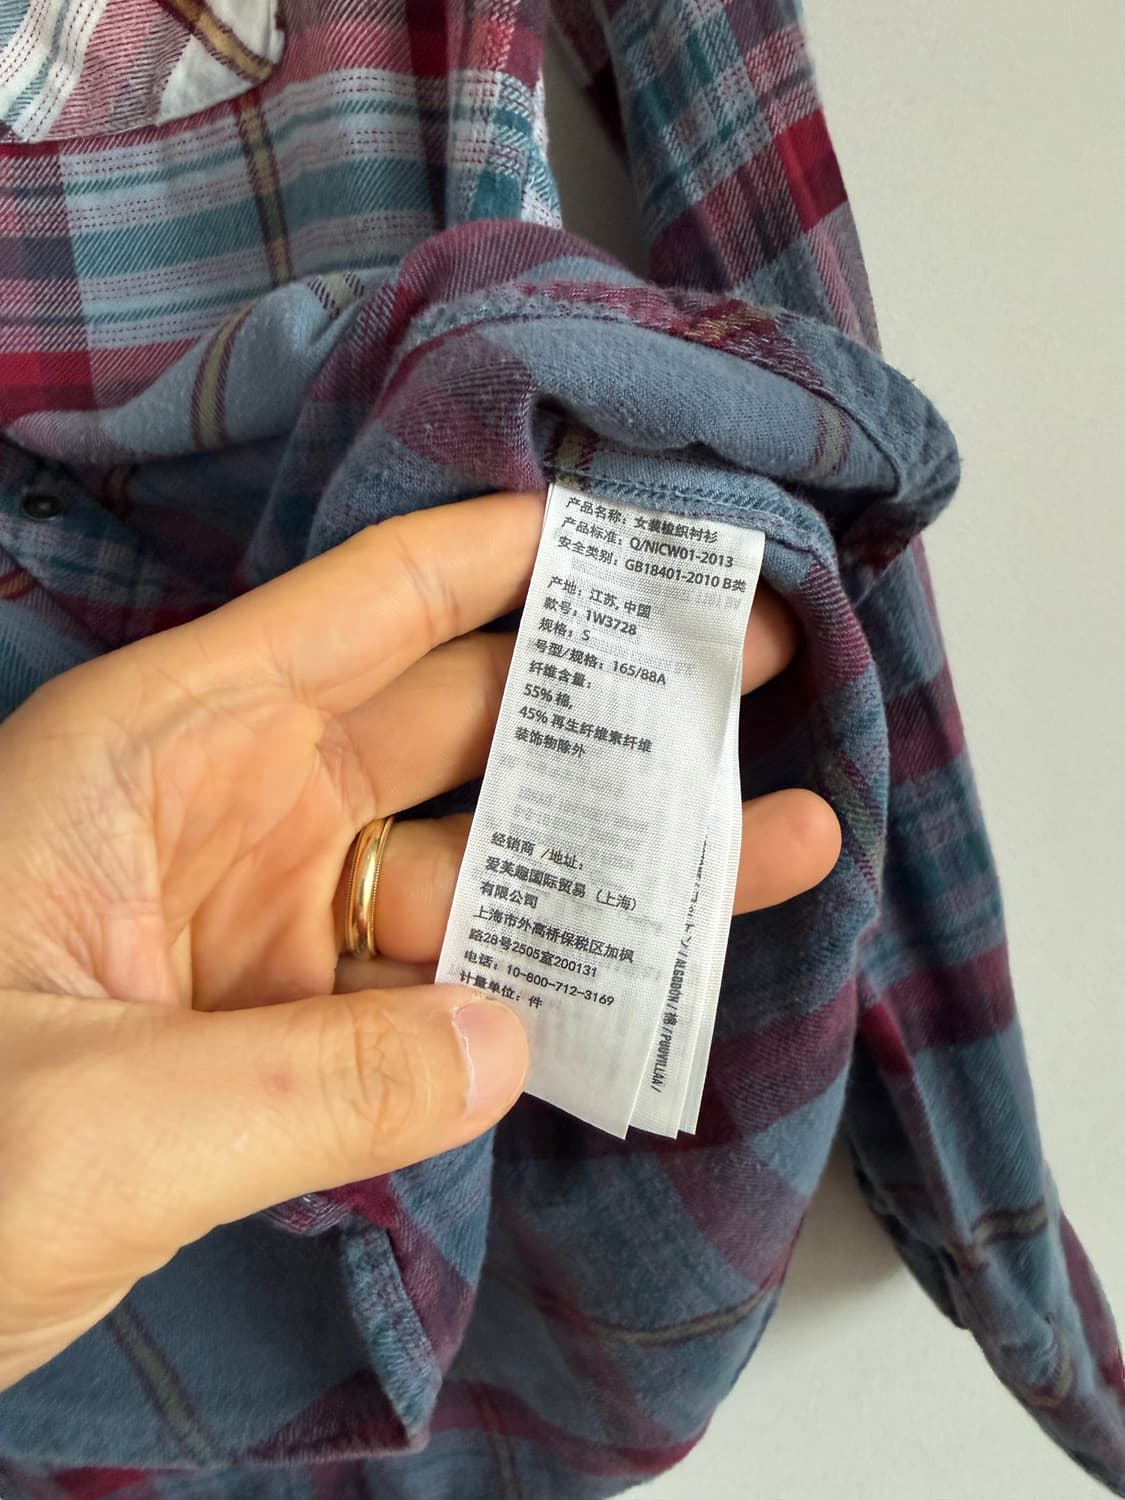 产品名称：女装梭织衬衫
产品标准：Q/NICW01-2013
安全类别：GB18401-2010 B类
产地：江苏, 中国
款号：1W3728
规格：S
号型/规格：165/88A
纤维含量：
55% 棉,
45% 再生纤维素纤维
装饰物除外
经销商 /地址：
爱芙趣国际贸易（上海）
有限公司
上海市外高桥保税区加枫
路28号2505室200131
电话：10-800-712-3169
计量单位：件
/ALGODÓN / 棉 / PUUVILLAA /